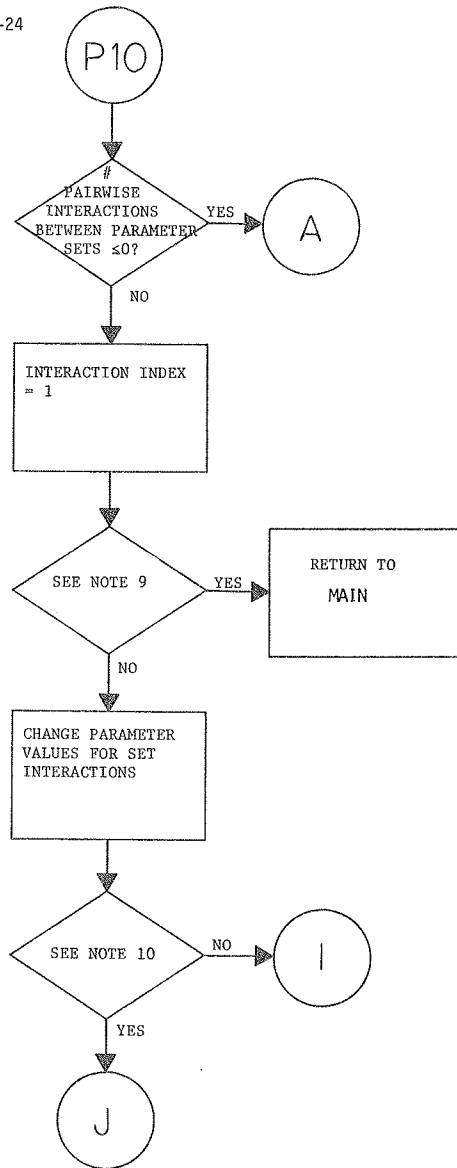 -24
P10
#
PAIRWISE
INTERACTIONS
BETWEEN PARAMETER
SETS ≤0?
YES
A
NO
INTERACTION INDEX
= 1
SEE NOTE 9
YES
RETURN TO
MAIN
NO
CHANGE PARAMETER
VALUES FOR SET
INTERACTIONS
SEE NOTE 10
NO
I
YES
J